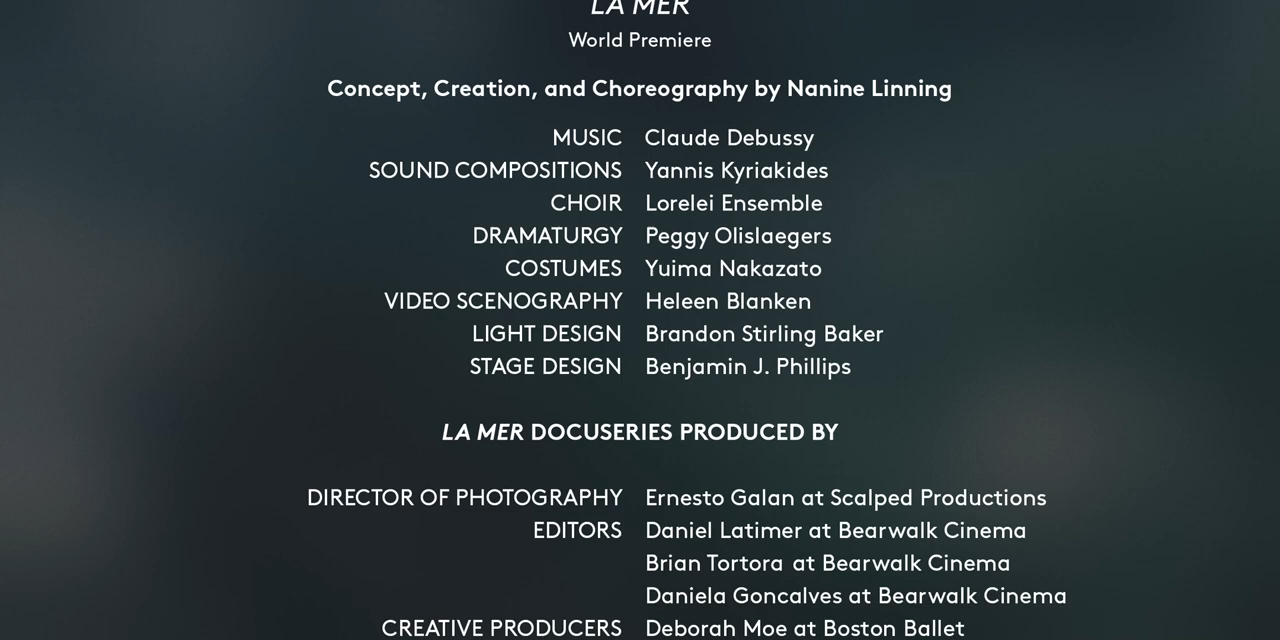 LA MER
World Premiere
Concept, Creation, and Choreography by Nanine Linning
MUSIC Claude Debussy
SOUND COMPOSITIONS Yannis Kyriakides
CHOIR Lorelei Ensemble
DRAMATURGY Peggy Olislaegers
COSTUMES Yuima Nakazato
VIDEO SCENOGRAPHY Heleen Blanken
LIGHT DESIGN Brandon Stirling Baker
STAGE DESIGN Benjamin J. Phillips
LA MER DOCUSERIES PRODUCED BY
DIRECTOR OF PHOTOGRAPHY Ernesto Galan at Scalped Productions
EDITORS Daniel Latimer at Bearwalk Cinema
Brian Tortora at Bearwalk Cinema
Daniela Goncalves at Bearwalk Cinema
CREATIVE PRODUCERS Deborah Moe at Boston Ballet